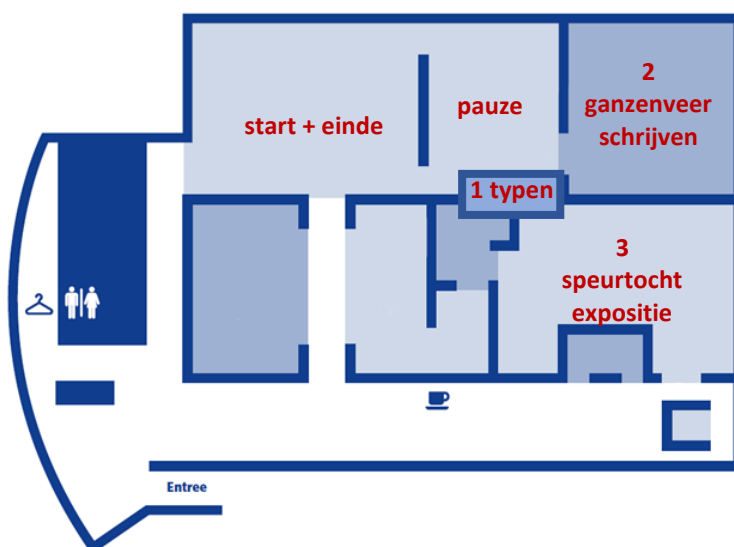 start + einde
pauze
2
ganzenveer
schrijven
1 typen
3
speurtocht
expositie
Entree